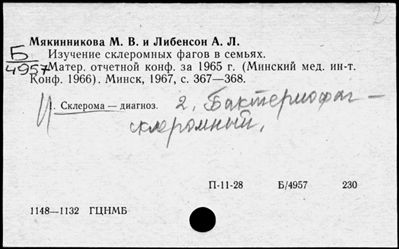 2
Мякинникова М. В. и Либенсон А. Л.
Б
4957
Изучение склеромных фагов в семьях.
Матер. отчетной конф. за 1965 г. (Минский мед. ин-т.
Конф. 1966). Минск, 1967, с. 367—368.
1. Склерома — диагноз. 2. Бактериофаг —
склеромный.
П-11-28 Б/4957 230
1148—1132 ГЦНМБ